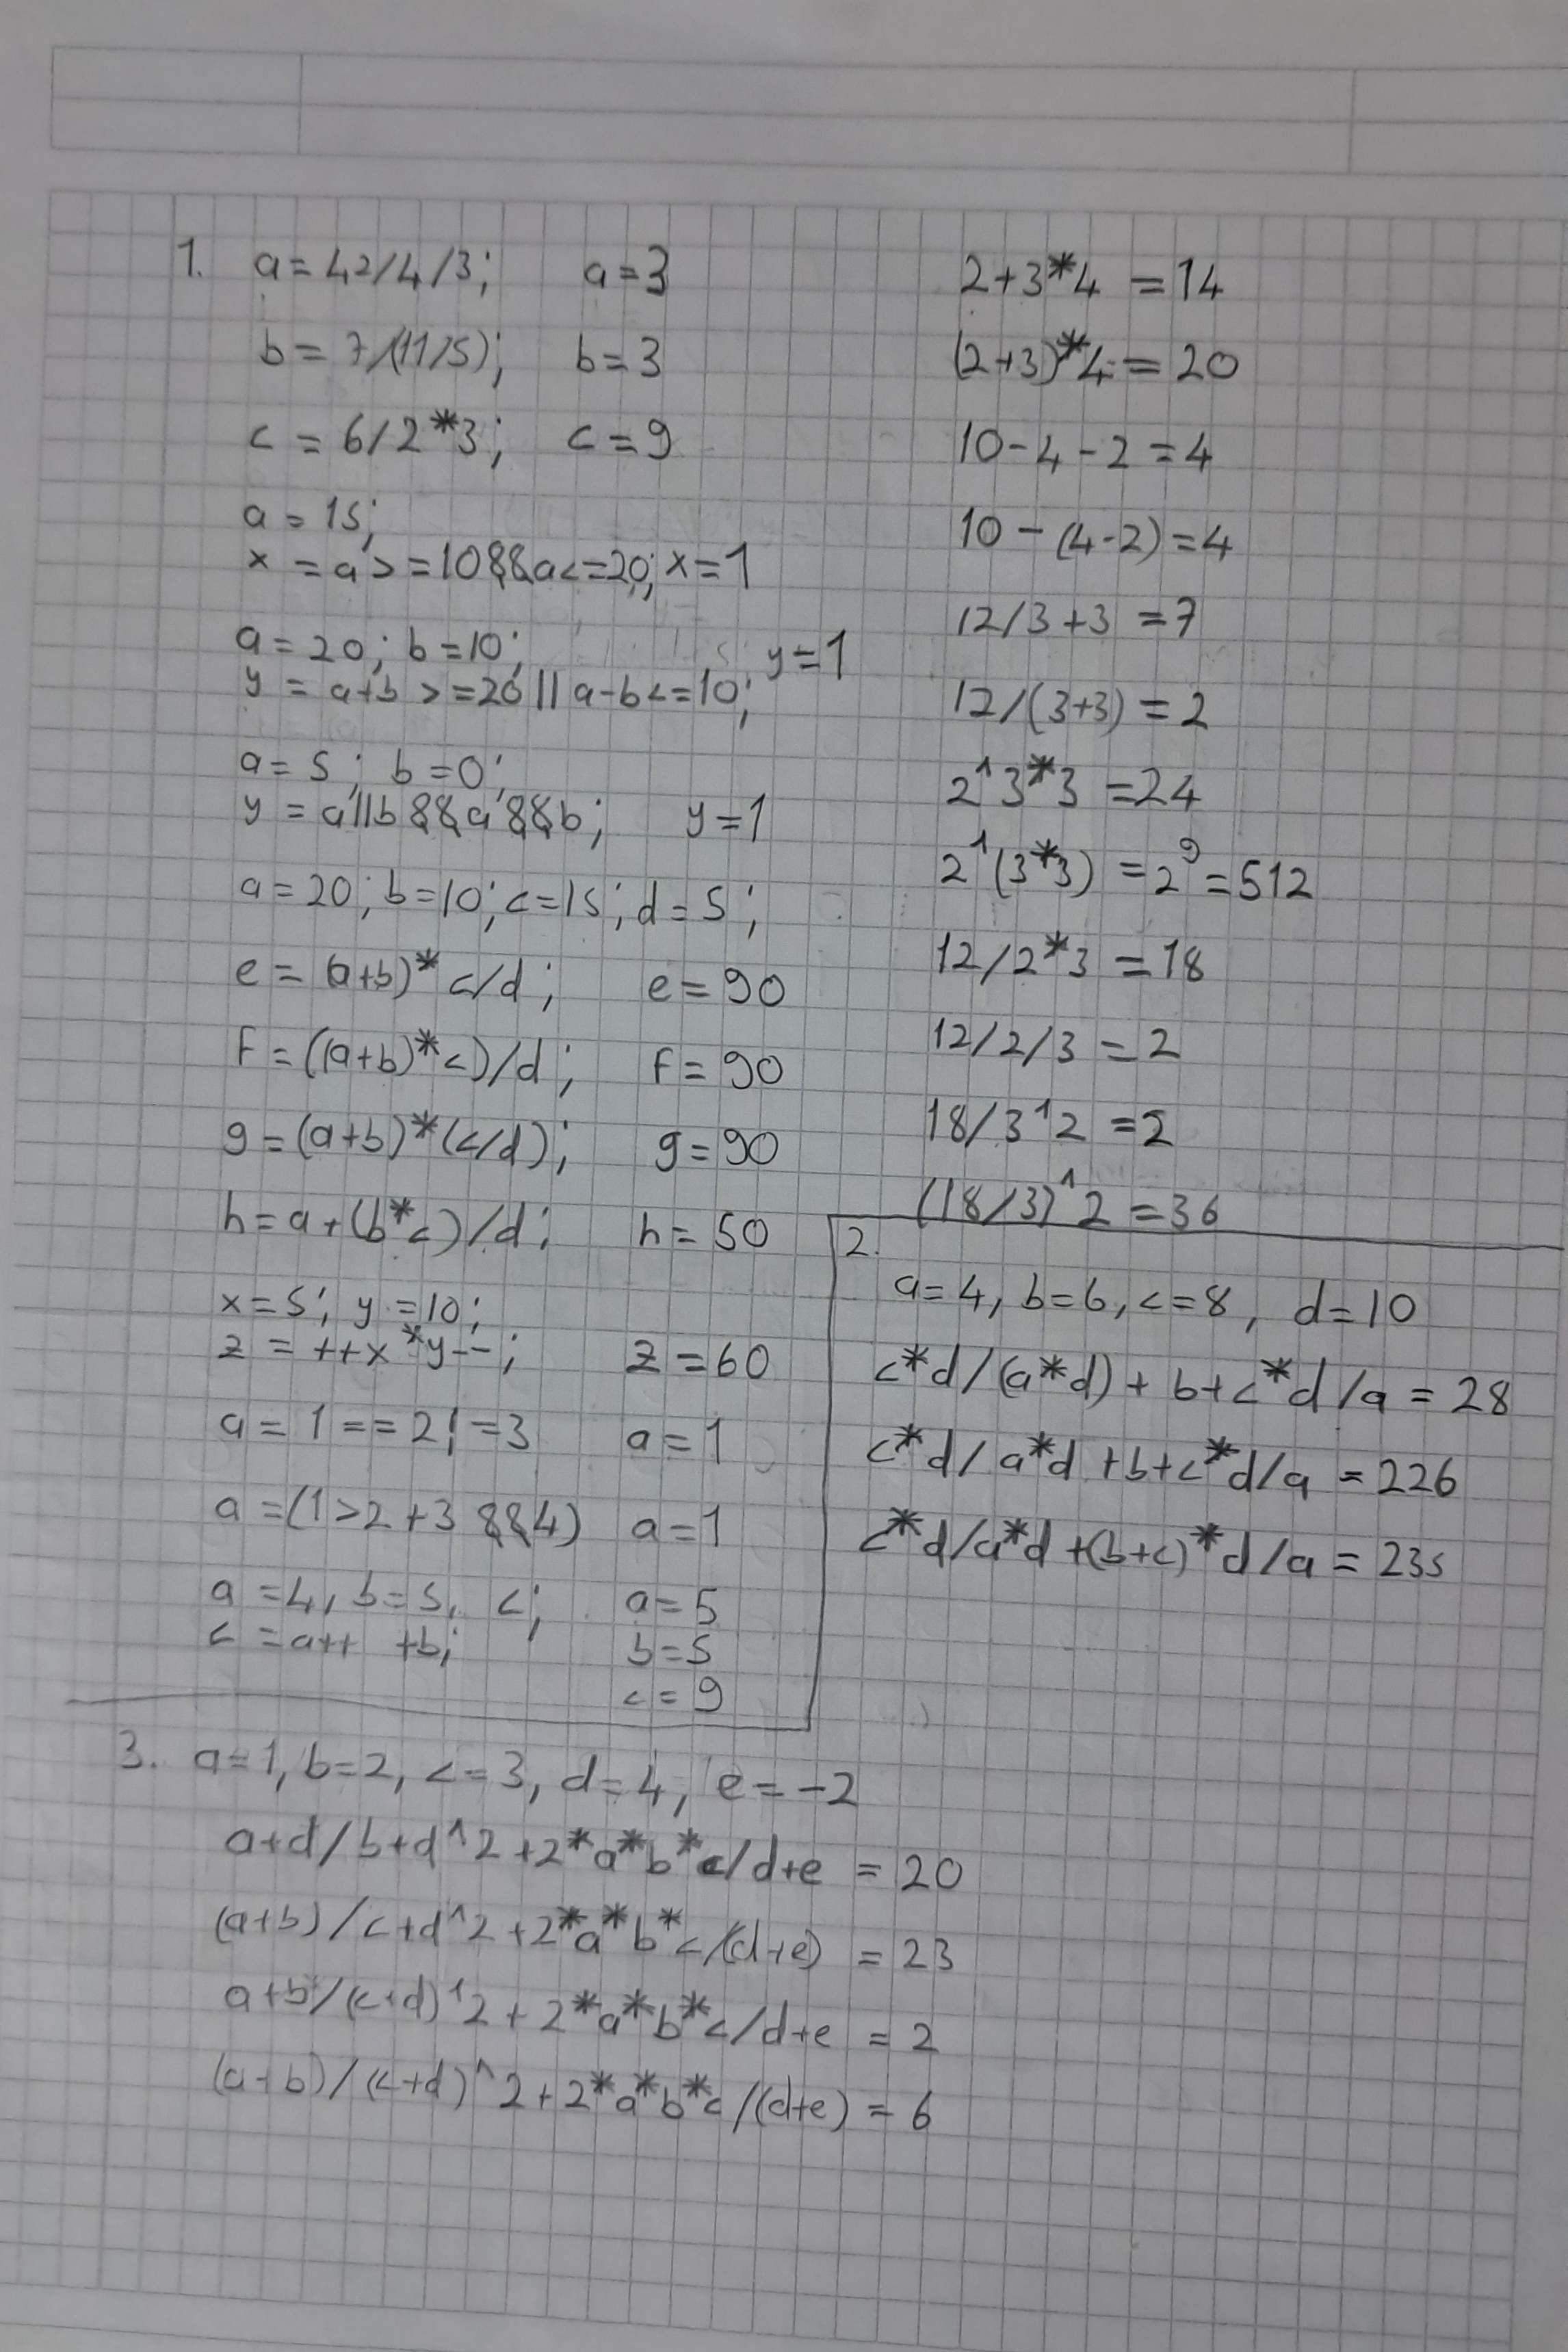 1. a = 42/4/3; a = 3
b = 7/(11/5); b = 3
c = 6/2*3; c = 9
a = 15;
x = a >= 10 && a <= 20; x = 1
a = 20; b = 10;
y = a+b >= 20 || a-b <= 10; y = 1
a = 5; b = 0;
y = a || b && a && b; y = 1
a = 20; b = 10; c = 15; d = 5;
e = (a+b)* c/d; e = 90
F = ((a+b)*c)/d; F = 90
g = (a+b)*(c/d); g = 90
h = a+(b*c)/d; h = 50
x = 5; y = 10;
z = ++x *y--; z = 60
a = 1 == 2 != 3 a = 1
a = (1>2+3 && 4) a = 1
a = 4, b = 5, c; a = 5
c = a++ +b; b = 5
c = 9
2+3*4 = 14
(2+3)*4 = 20
10-4-2 = 4
10-(4-2) = 4
12/3+3 = 7
12/(3+3) = 2
2^3*3 = 24
2^(3*3) = 2⁹ = 512
12/2*3 = 18
12/2/3 = 2
18/3^2 = 2
(18/3)^2 = 36
2.
a = 4, b = 6, c = 8, d = 10
c*d/(a*d) + b+c*d/a = 28
c*d/a*d +b+c*d/a = 226
c*d/a*d +(b+c)*d/a = 235
3. a = 1, b = 2, c = 3, d = 4, e = -2
a+d/b+d^2+2*a*b*c/d+e = 20
(a+b)/c+d^2+2*a*b*c/(d+e) = 23
a+b/(c+d)^2+2*a*b*c/d+e = 2
(a+b)/(c+d)^2+2*a*b*c/(d+e) = 6